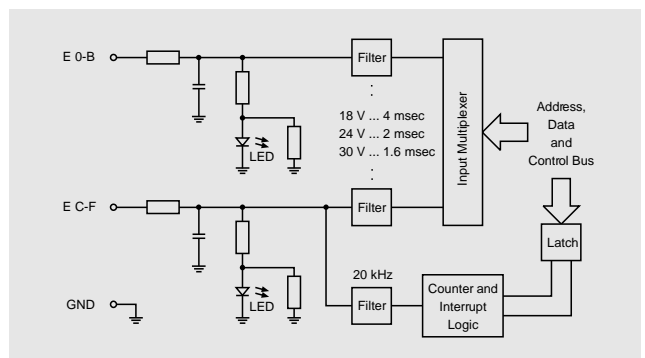 E 0-B
Filter
:
18 V ... 4 msec
24 V ... 2 msec
30 V ... 1.6 msec
:
LED
Input Multiplexer
Address,
Data
and
Control Bus
E C-F
Filter
Latch
20 kHz
Filter
Counter and
Interrupt
Logic
LED
GND